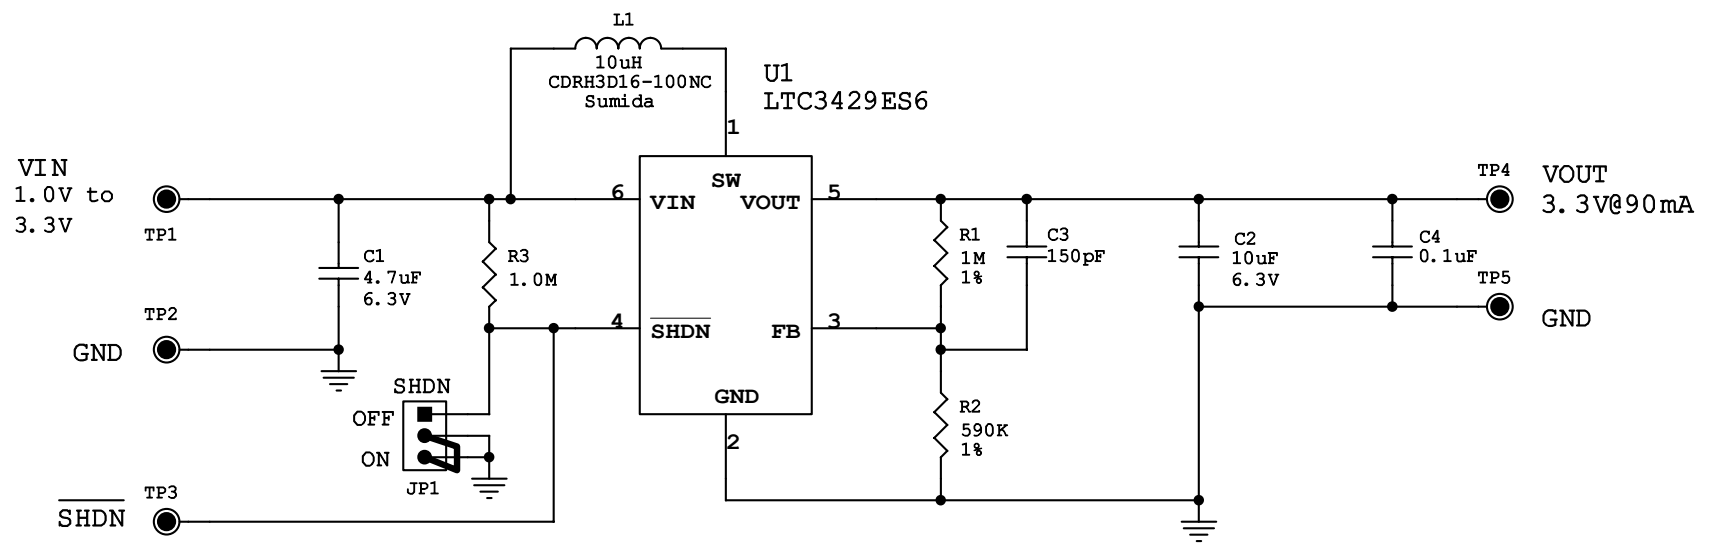 L1
10uH
CDRH3D16-100NC
Sumida
U1
LTC3429ES6
1
VIN
1.0V to
3.3V
TP1
6
SW
VIN
VOUT
5
TP4
VOUT
3.3V@90mA
C1
4.7uF
6.3V
R3
1.0M
R1
1M
1%
C3
150pF
C2
10uF
6.3V
C4
0.1uF
TP5
GND
TP2
GND
4
SHDN
FB
3
GND
2
SHDN
OFF
ON
JP1
R2
590K
1%
TP3
SHDN